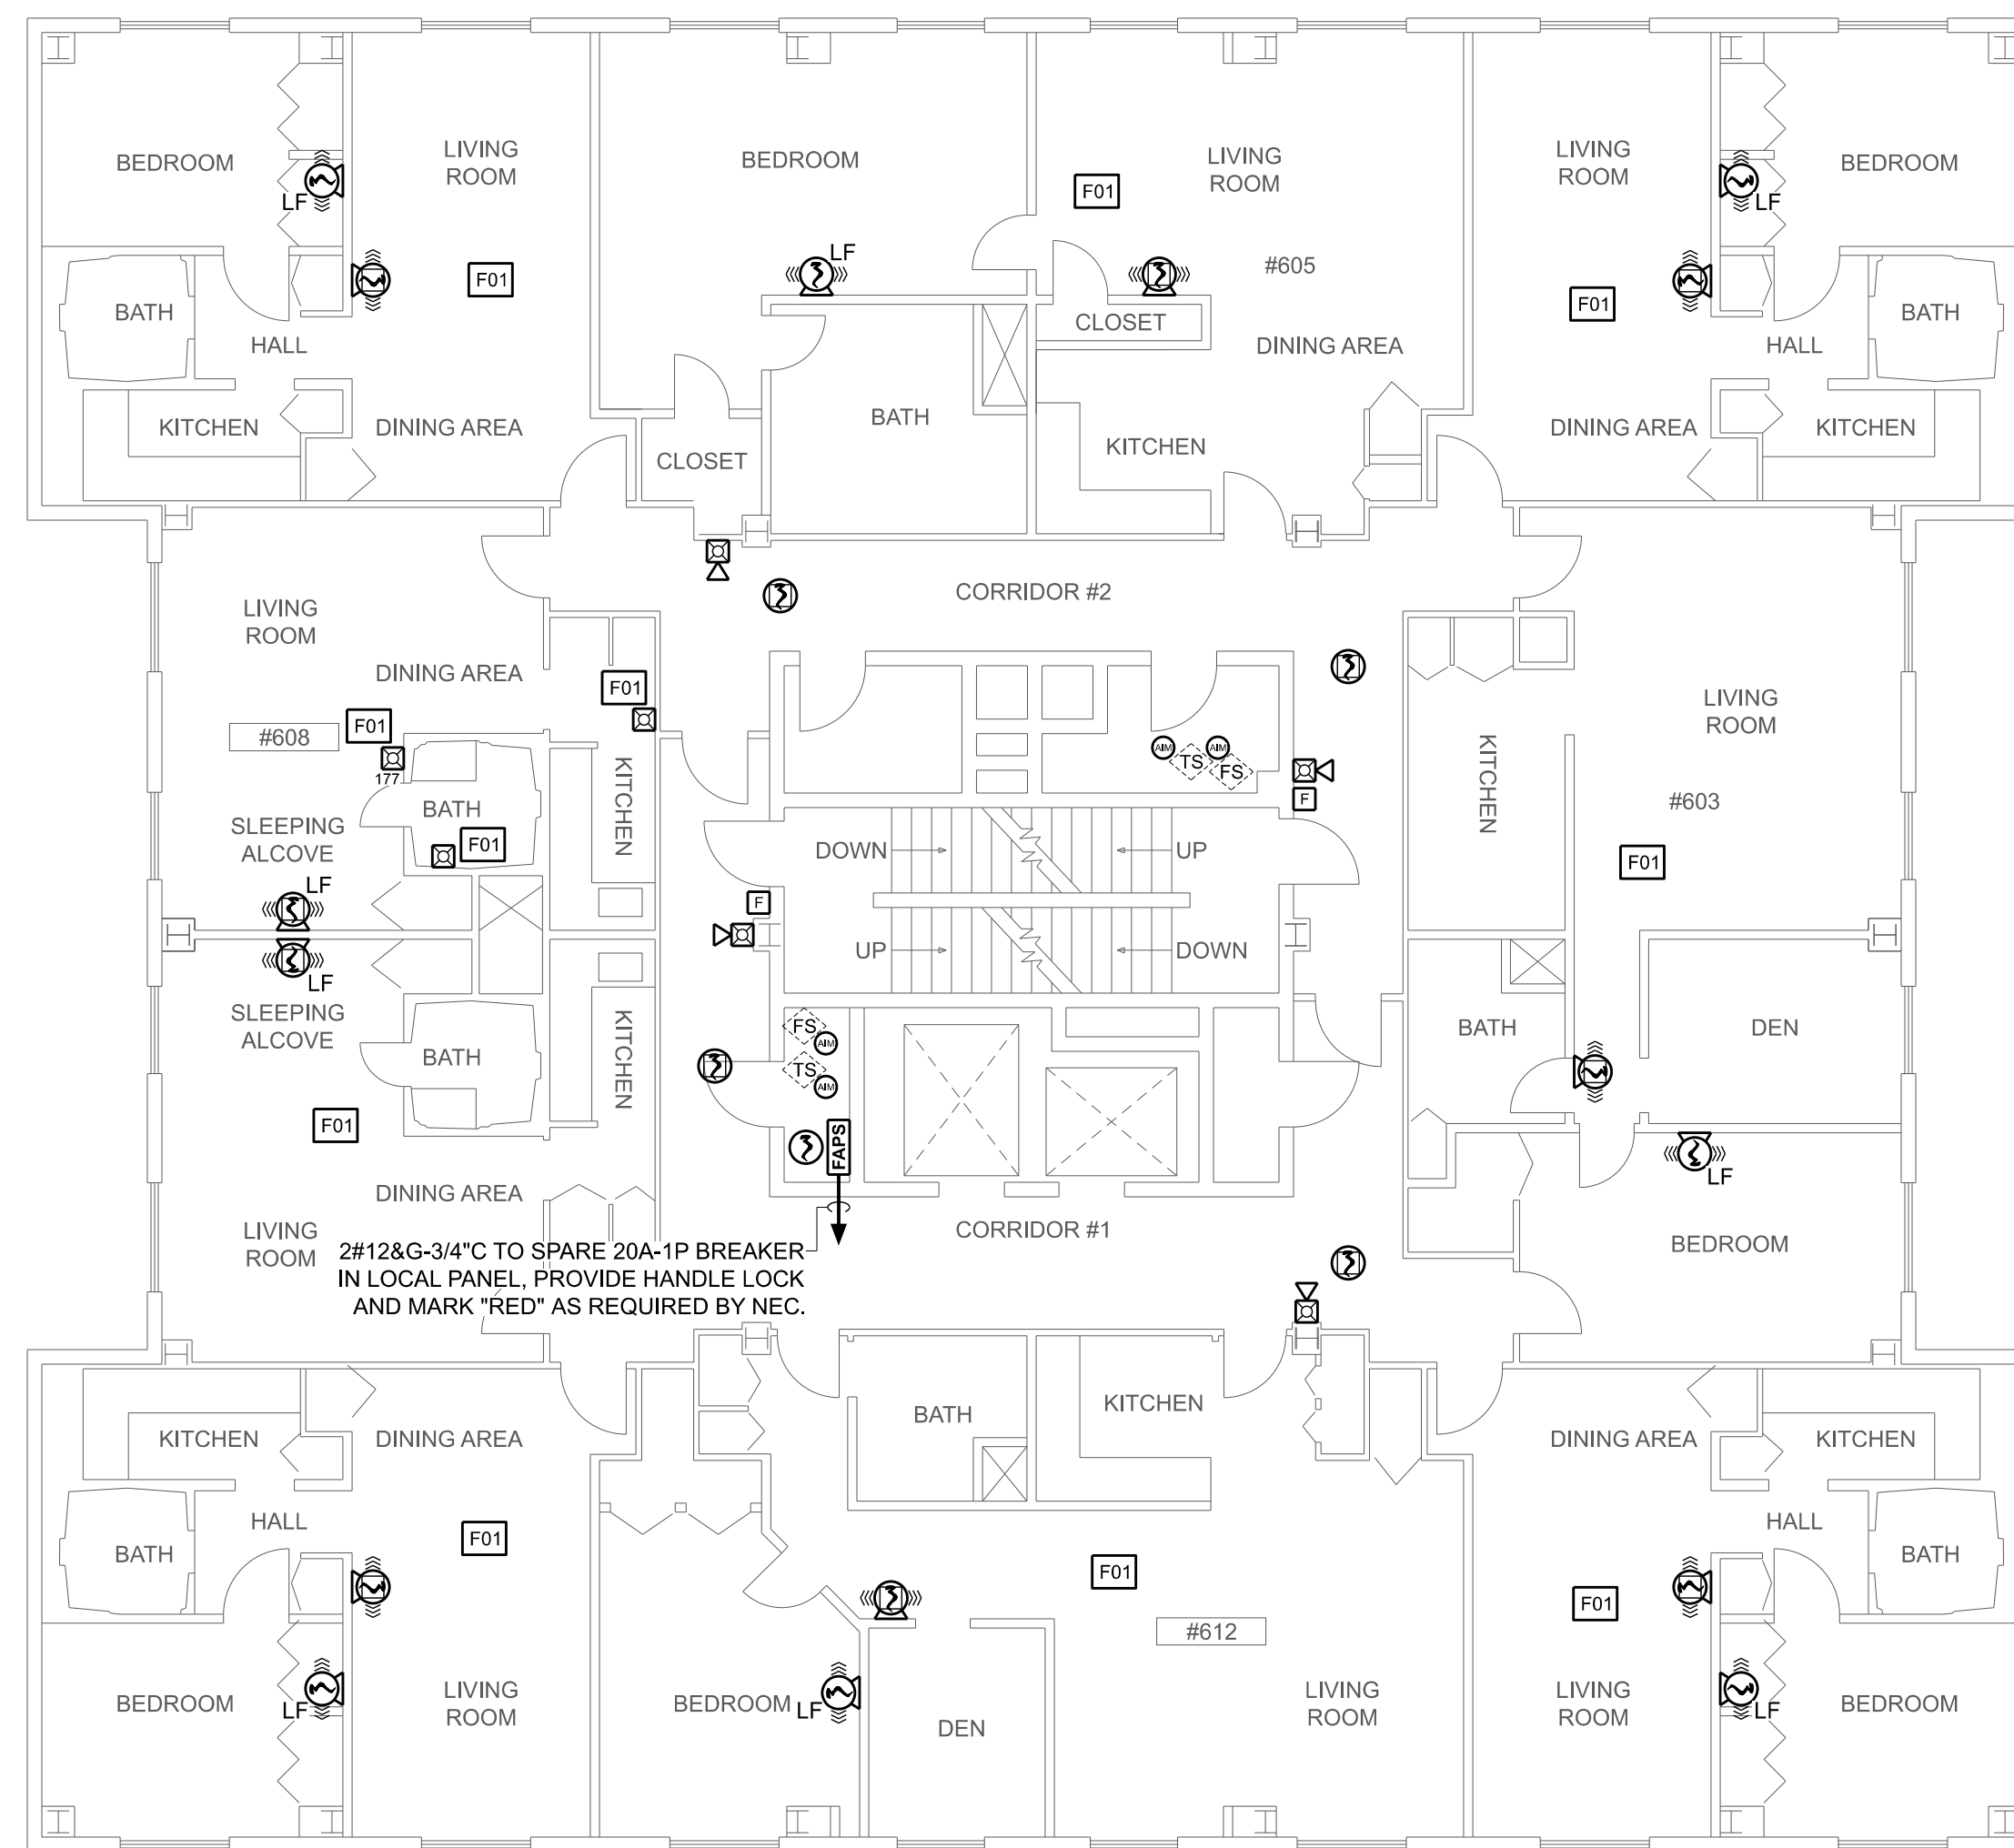 BEDROOM
LF
LIVING
ROOM
F01
BATH
HALL
KITCHEN
DINING AREA
BEDROOM
LF
CLOSET
BATH
F01
LIVING
ROOM
#605
CLOSET
DINING AREA
KITCHEN
LIVING
ROOM
F01
DINING AREA
LF
BEDROOM
BATH
HALL
KITCHEN
CORRIDOR #2
LIVING
ROOM
DINING AREA
F01
#608
F01
177
BATH
F01
KITCHEN
SLEEPING
ALCOVE
LF
LF
SLEEPING
ALCOVE
BATH
KITCHEN
F01
DINING AREA
LIVING
ROOM
AIM
TS
AIM
FS
F
DOWN
UP
F
UP
DOWN
FS
AIM
TS
AIM
FAPS
CORRIDOR #1
2#12&G-3/4"C TO SPARE 20A-1P BREAKER
IN LOCAL PANEL, PROVIDE HANDLE LOCK
AND MARK "RED" AS REQUIRED BY NEC.
KITCHEN
LIVING
ROOM
#603
F01
BATH
DEN
LF
BEDROOM
KITCHEN
DINING AREA
BATH
HALL
F01
BEDROOM
LF
LIVING
ROOM
BATH
KITCHEN
F01
#612
BEDROOM
LF
DEN
LIVING
ROOM
DINING AREA
KITCHEN
HALL
BATH
F01
LIVING
ROOM
LF
BEDROOM